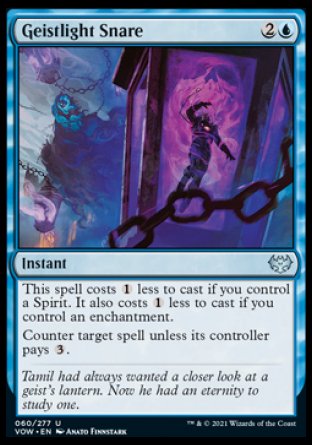 Geistlight Snare 2
Instant
This spell costs 1 less to cast if you control
a Spirit. It also costs 1 less to cast if you
control an enchantment.
Counter target spell unless its controller
pays 3.
Tamil had always wanted a closer look at a
geist's lantern. Now he had an eternity to
study one.
060/277 U
VOW • EN Anato Finnstark
™ & © 2021 Wizards of the Coast